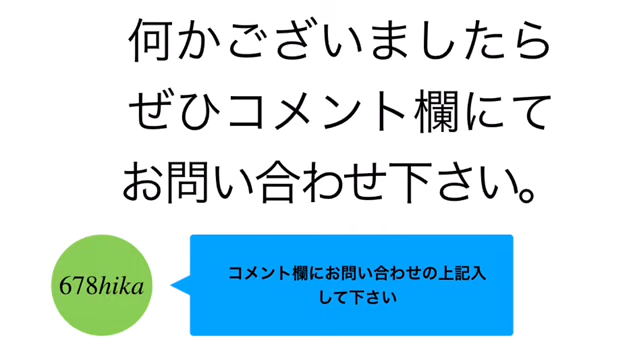 何かございましたら
ぜひコメント欄にて
お問い合わせ下さい。
678hika
コメント欄にお問い合わせの上記入
して下さい